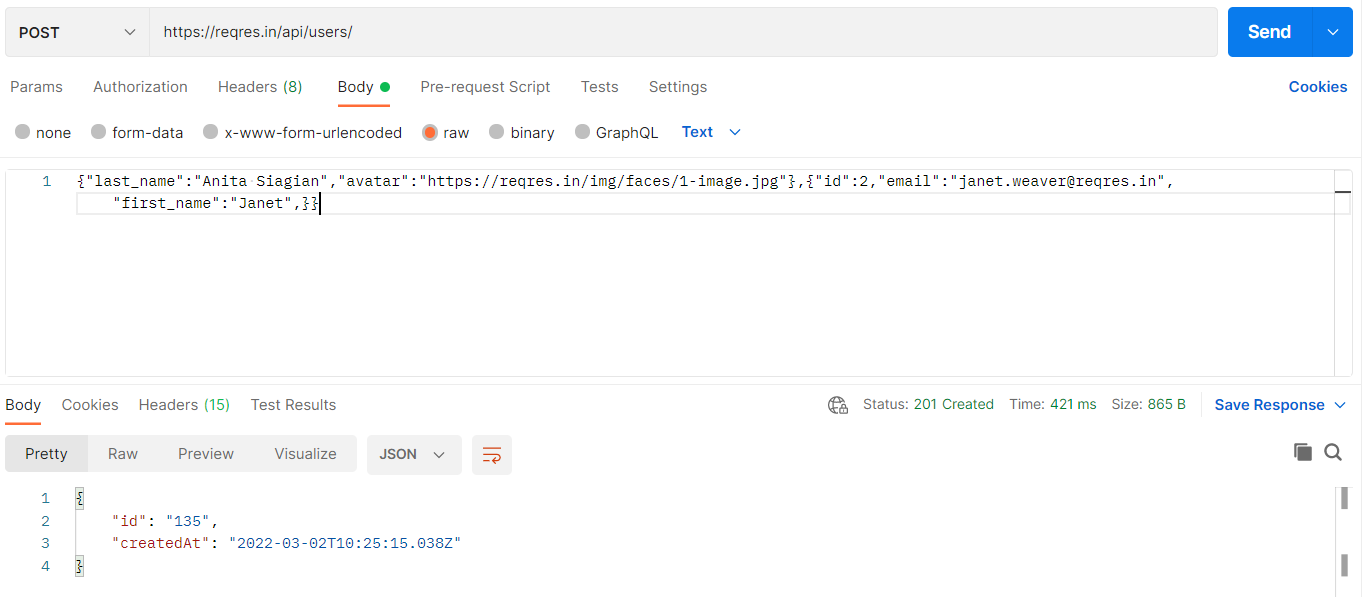 POST https://reqres.in/api/users/ Send
Params Authorization Headers (8) Body Pre-request Script Tests Settings Cookies
none form-data x-www-form-urlencoded raw binary GraphQL Text
1 {"last_name":"Anita Siagian","avatar":"https://reqres.in/img/faces/1-image.jpg"},{"id":2,"email":"janet.weaver@reqres.in",
"first_name":"Janet",}}
Body Cookies Headers (15) Test Results Status: 201 Created Time: 421 ms Size: 865 B Save Response
Pretty Raw Preview Visualize JSON
1 {
2 "id": "135",
3 "createdAt": "2022-03-02T10:25:15.038Z"
4 }